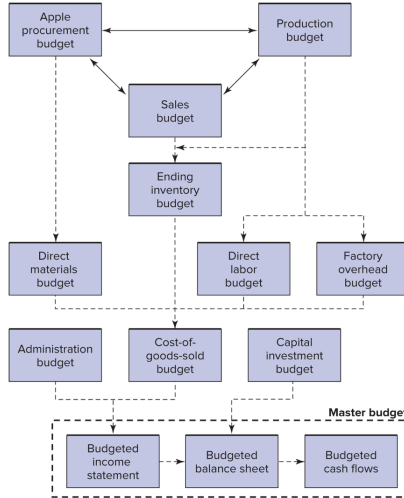 Apple
procurement
budget
Production
budget
Sales
budget
Ending
inventory
budget
Direct
materials
budget
Direct
labor
budget
Factory
overhead
budget
Administration
budget
Cost-of-
goods-sold
budget
Capital
investment
budget
Master budget
Budgeted
income
statement
Budgeted
balance sheet
Budgeted
cash flows